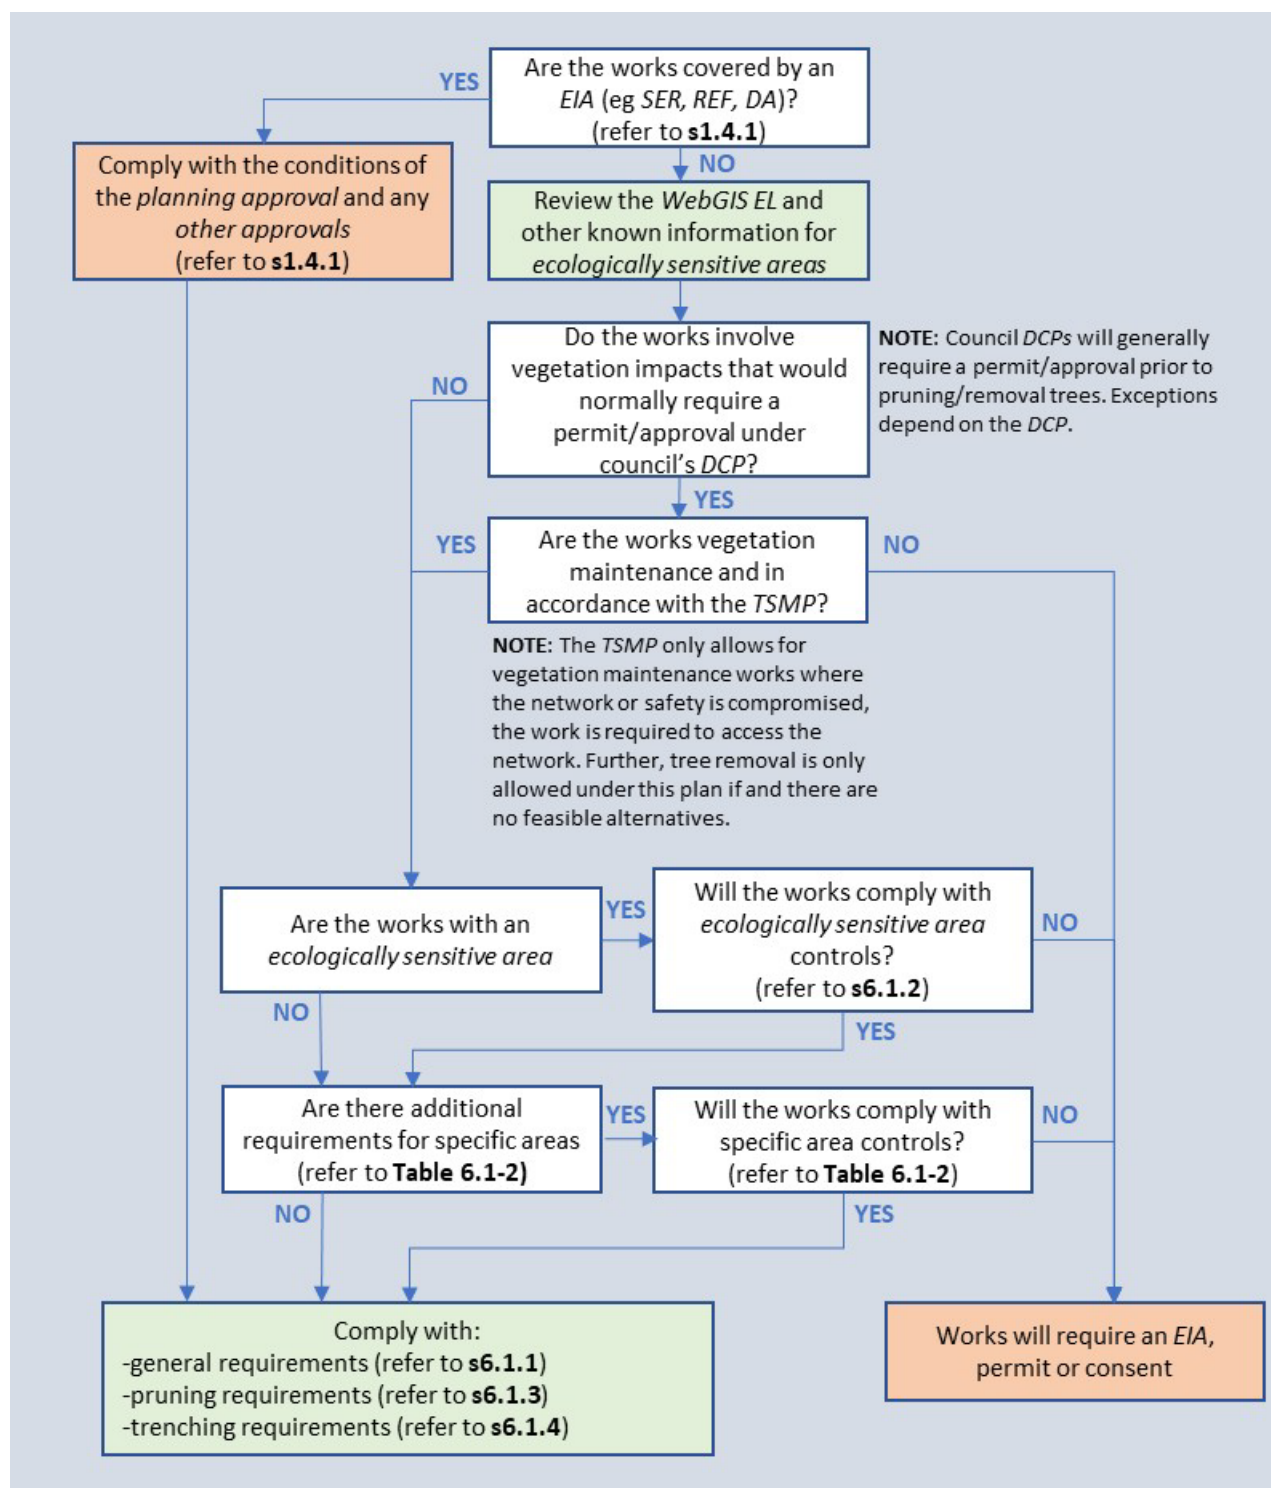 Are the works covered by an
EIA (eg SER, REF, DA)?
(refer to s1.4.1)
YES
NO
Comply with the conditions of
the planning approval and any
other approvals
(refer to s1.4.1)
Review the WebGIS EL and
other known information for
ecologically sensitive areas
Do the works involve
vegetation impacts that would
normally require a
permit/approval under
council's DCP?
NOTE: Council DCPs will generally
require a permit/approval prior to
pruning/removal trees. Exceptions
depend on the DCP.
NO
YES
Are the works vegetation
maintenance and in
accordance with the TSMP?
YES
NO
NOTE: The TSMP only allows for
vegetation maintenance works where
the network or safety is compromised,
the work is required to access the
network. Further, tree removal is only
allowed under this plan if and there are
no feasible alternatives.
Are the works with an
ecologically sensitive area
YES
NO
Will the works comply with
ecologically sensitive area
controls?
(refer to s6.1.2)
NO
YES
Are there additional
requirements for specific areas
(refer to Table 6.1-2)
YES
NO
Will the works comply with
specific area controls?
(refer to Table 6.1-2)
NO
YES
Comply with:
-general requirements (refer to s6.1.1)
-pruning requirements (refer to s6.1.3)
-trenching requirements (refer to s6.1.4)
Works will require an EIA,
permit or consent